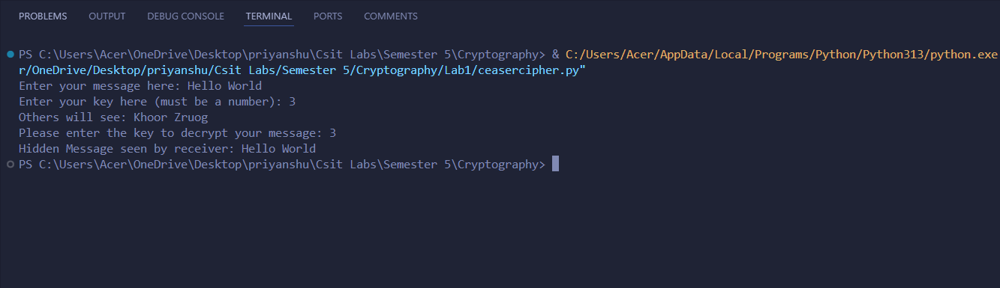 PROBLEMS OUTPUT DEBUG CONSOLE TERMINAL PORTS COMMENTS
PS C:\Users\Acer\OneDrive\Desktop\priyanshu\Csit Labs\Semester 5\Cryptography> & C:/Users/Acer/AppData/Local/Programs/Python/Python313/python.exe
r/OneDrive/Desktop/priyanshu/Csit Labs/Semester 5/Cryptography/Lab1/ceasercipher.py"
Enter your message here: Hello World
Enter your key here (must be a number): 3
Others will see: Khoor Zruog
Please enter the key to decrypt your message: 3
Hidden Message seen by receiver: Hello World
PS C:\Users\Acer\OneDrive\Desktop\priyanshu\Csit Labs\Semester 5\Cryptography>